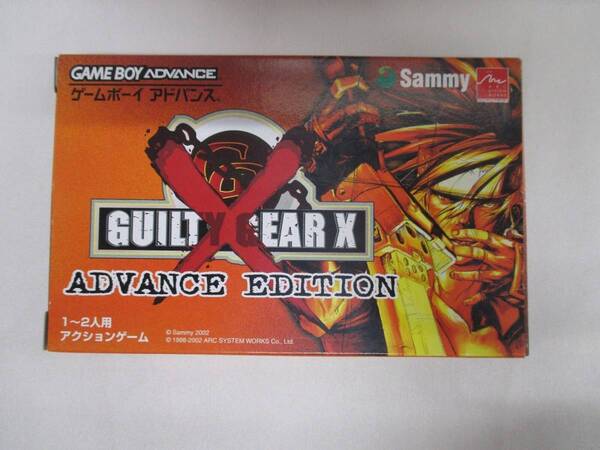 GAME BOY ADVANCE
ゲームボーイ アドバンス
Sammy
GUILTY GEAR X
ADVANCE EDITION
1～2人用
アクションゲーム
© Sammy 2002
© 1998-2002 ARC SYSTEM WORKS Co., Ltd.